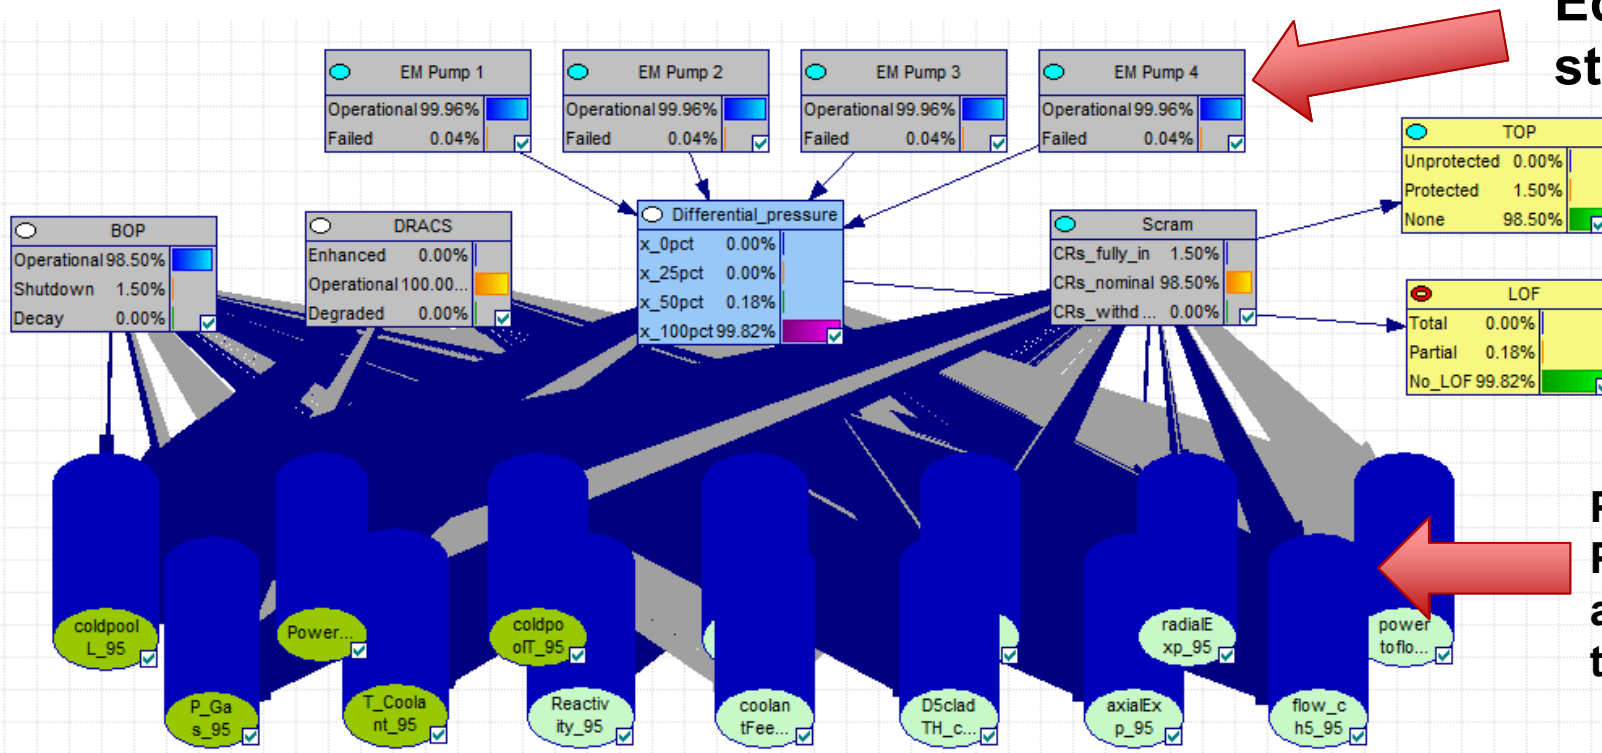 Ec
st
EM Pump 1
Operational 99.96%
Failed 0.04%
EM Pump 2
Operational 99.96%
Failed 0.04%
EM Pump 3
Operational 99.96%
Failed 0.04%
EM Pump 4
Operational 99.96%
Failed 0.04%
TOP
Unprotected 0.00%
Protected 1.50%
None 98.50%
BOP
Operational 98.50%
Shutdown 1.50%
Decay 0.00%
DRACS
Enhanced 0.00%
Operational 100.00...
Degraded 0.00%
Differential_pressure
x_0pct 0.00%
x_25pct 0.00%
x_50pct 0.18%
x_100pct 99.82%
Scram
CRs_fully_in 1.50%
CRs_nominal 98.50%
CRs_withd... 0.00%
LOF
Total 0.00%
Partial 0.18%
No_LOF 99.82%
coldpool
L_95
Power...
coldpo
olT_95
radialE
xp_95
power
toflo...
P_Ga
s_95
T_Coola
nt_95
Reactiv
ity_95
coolan
tFee...
D5clad
TH_c...
axialEx
p_95
flow_c
h5_95
a
t